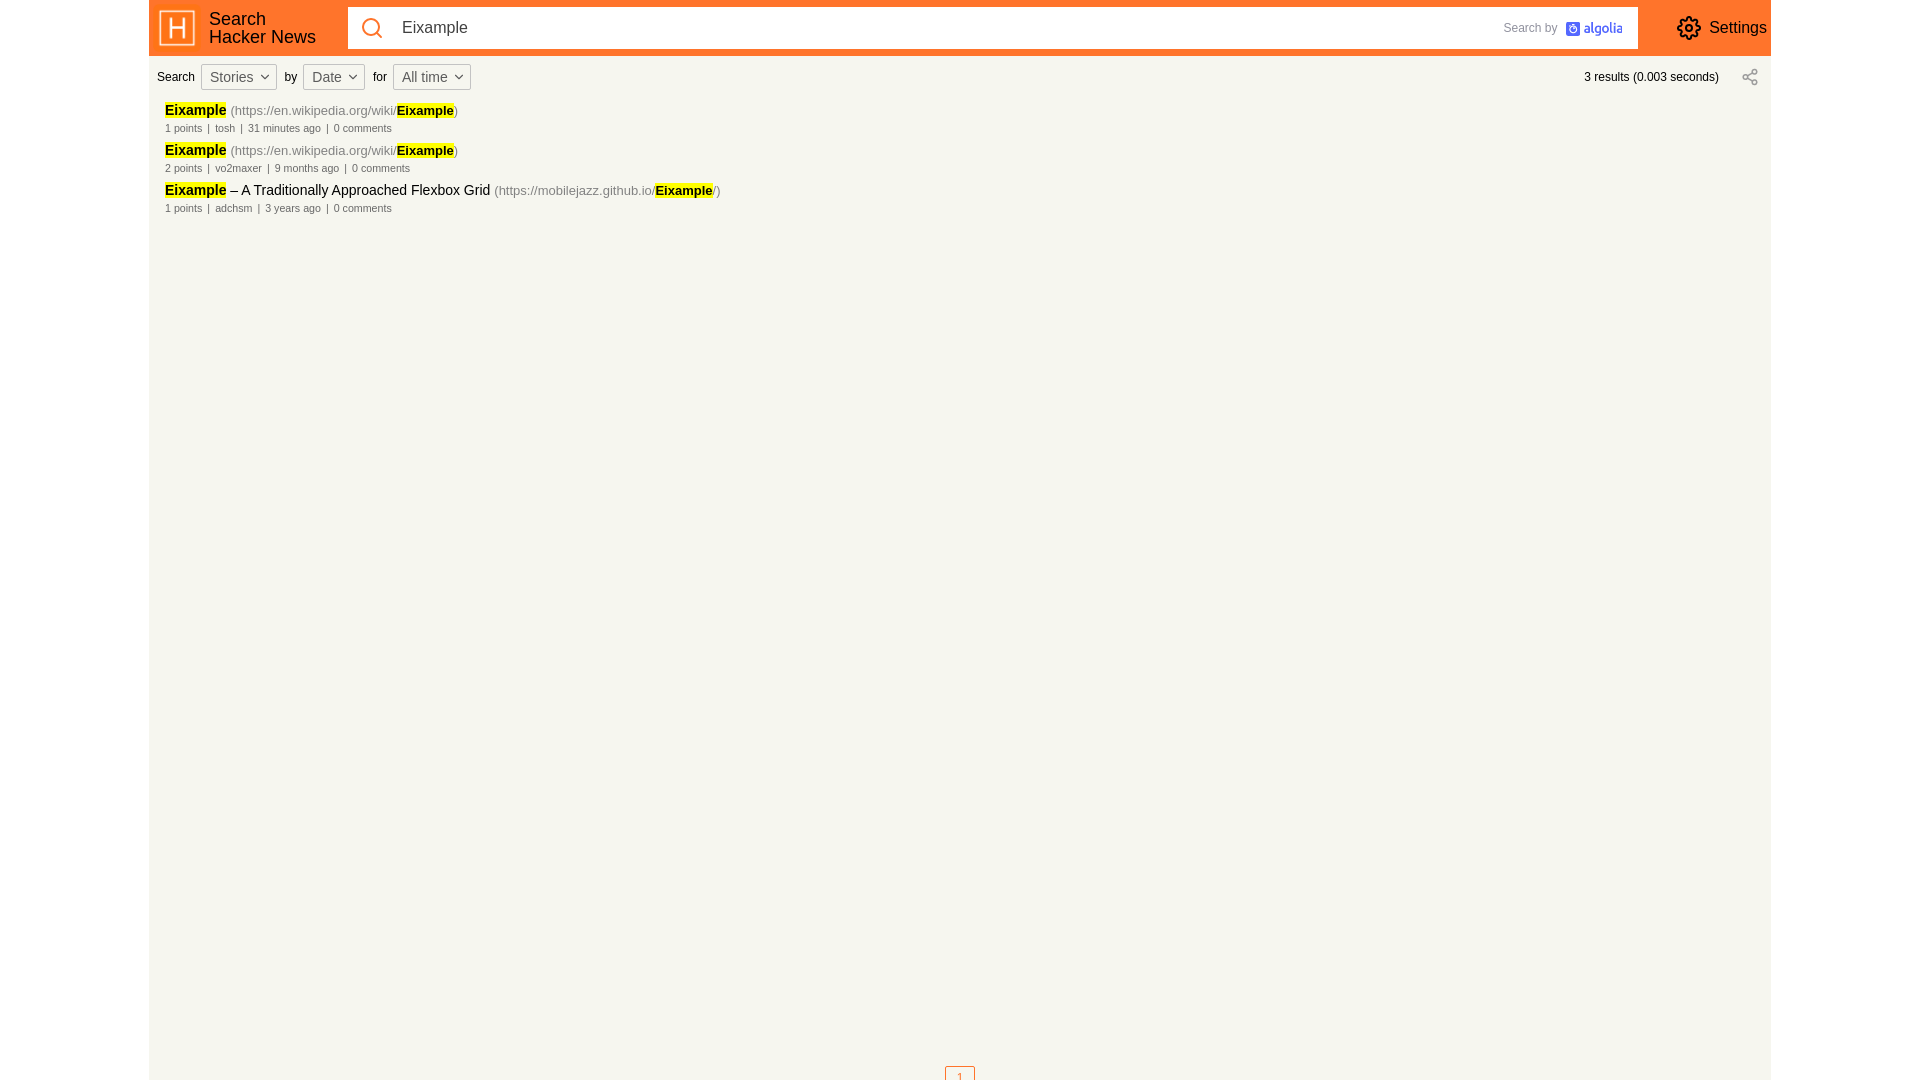 H
Search
Hacker News
Eixample
Search by algolia
Settings
Search Stories by Date for All time
3 results (0.003 seconds)
Eixample (https://en.wikipedia.org/wiki/Eixample)
1 points | tosh | 31 minutes ago | 0 comments
Eixample (https://en.wikipedia.org/wiki/Eixample)
2 points | vo2maxer | 9 months ago | 0 comments
Eixample – A Traditionally Approached Flexbox Grid (https://mobilejazz.github.io/Eixample/)
1 points | adchsm | 3 years ago | 0 comments
1